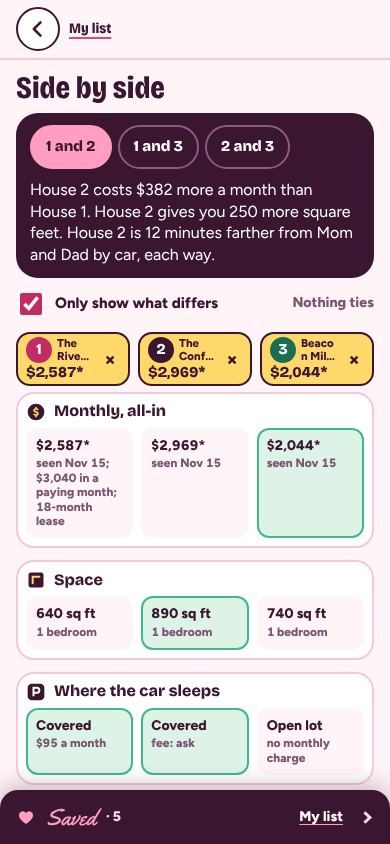 My list
Side by side
1 and 2
1 and 3
2 and 3
House 2 costs $382 more a month than
House 1. House 2 gives you 250 more square
feet. House 2 is 12 minutes farther from Mom
and Dad by car, each way.
Only show what differs
Nothing ties
1
The
Rive...
$2,587*
2
The
Conf...
$2,969*
3
Beaco
n Mil...
$2,044*
$ Monthly, all-in
$2,587*
seen Nov 15;
$3,040 in a
paying month;
18-month
lease
$2,969*
seen Nov 15
$2,044*
seen Nov 15
Space
640 sq ft
1 bedroom
890 sq ft
1 bedroom
740 sq ft
1 bedroom
P Where the car sleeps
Covered
$95 a month
Covered
fee: ask
Open lot
no monthly
charge
Saved · 5
My list